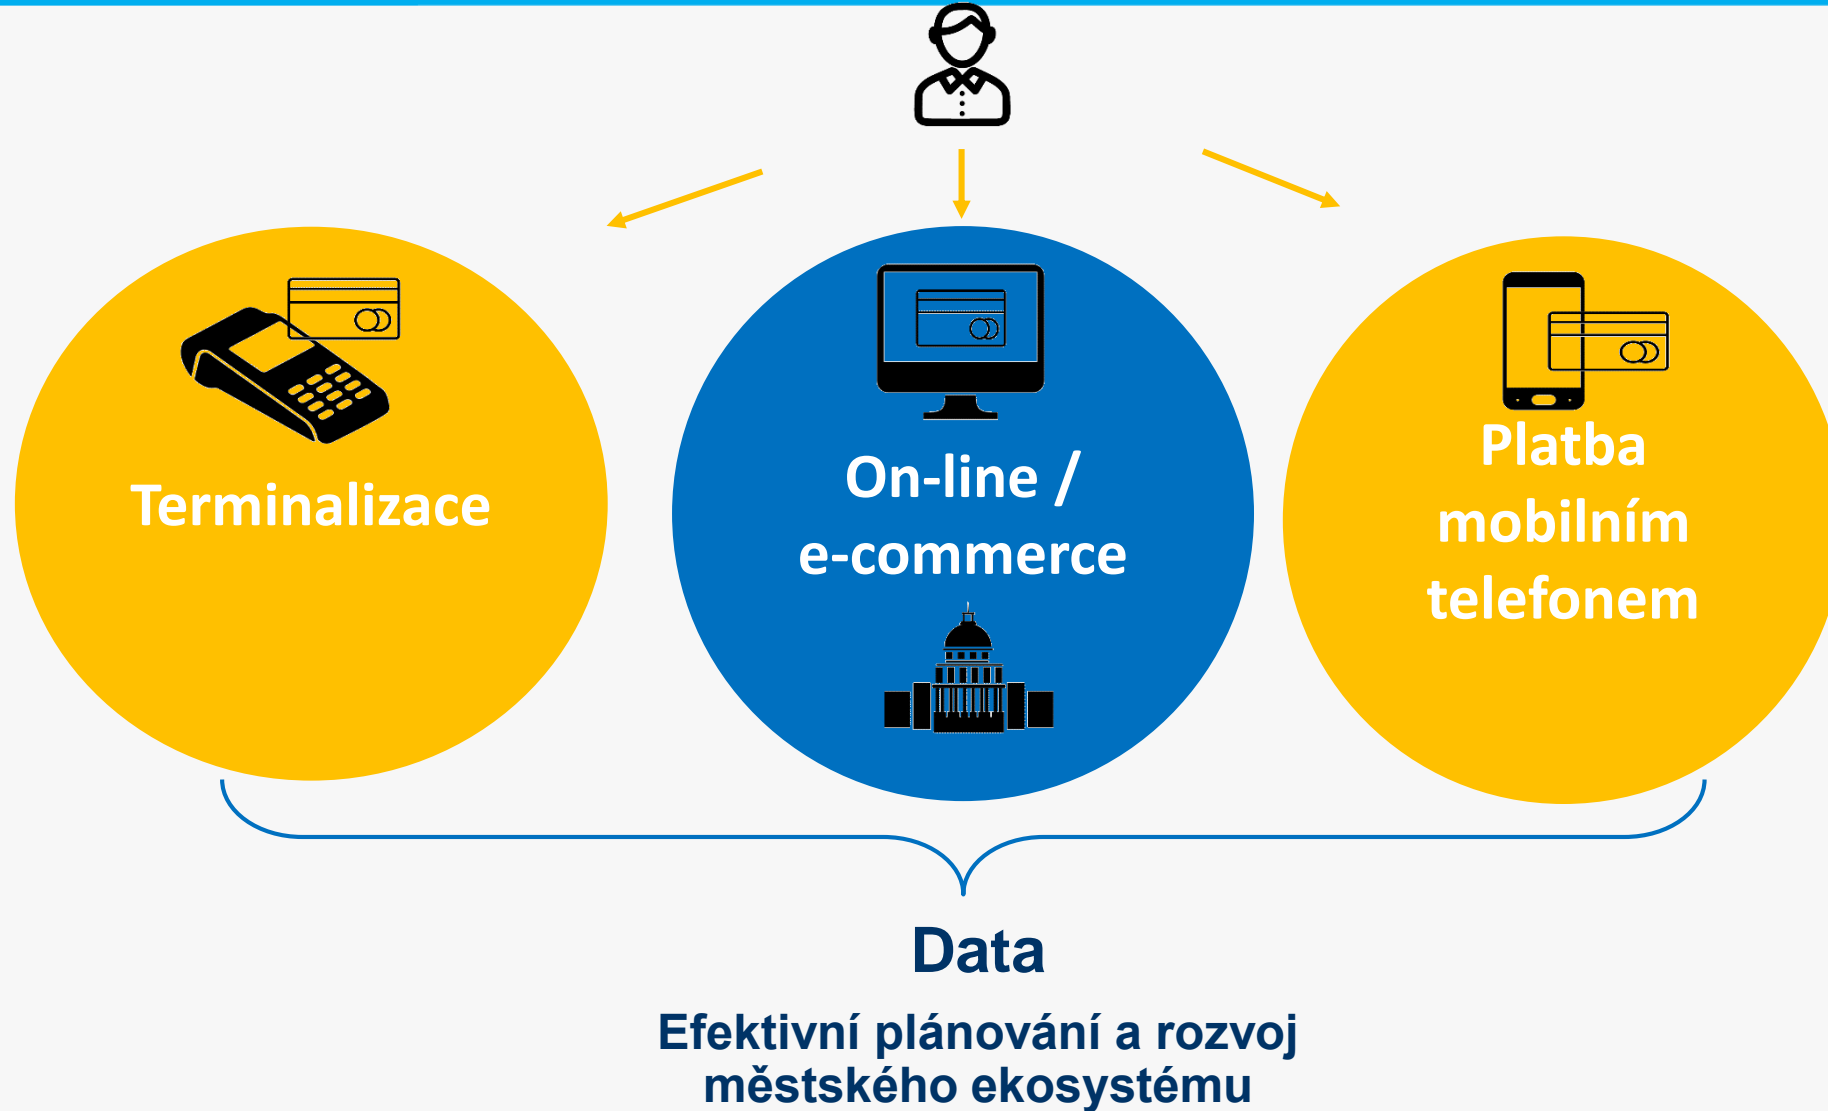 Terminalizace
On-line /
e-commerce
Platba
mobilním
telefonem
Data
Efektivní plánování a rozvoj
městského ekosystému